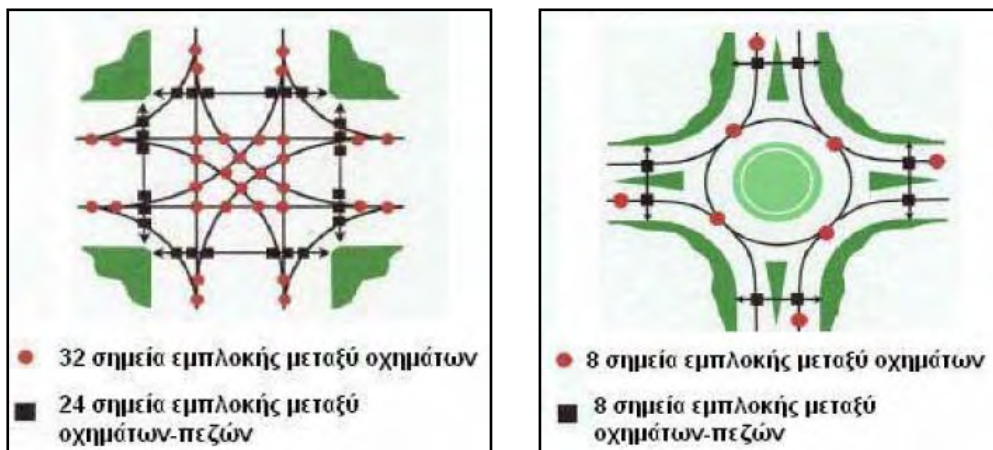 32 σημεία εμπλοκής μεταξύ οχημάτων
24 σημεία εμπλοκής μεταξύ
οχημάτων-πεζών
8 σημεία εμπλοκής μεταξύ οχημάτων
8 σημεία εμπλοκής μεταξύ
οχημάτων-πεζών